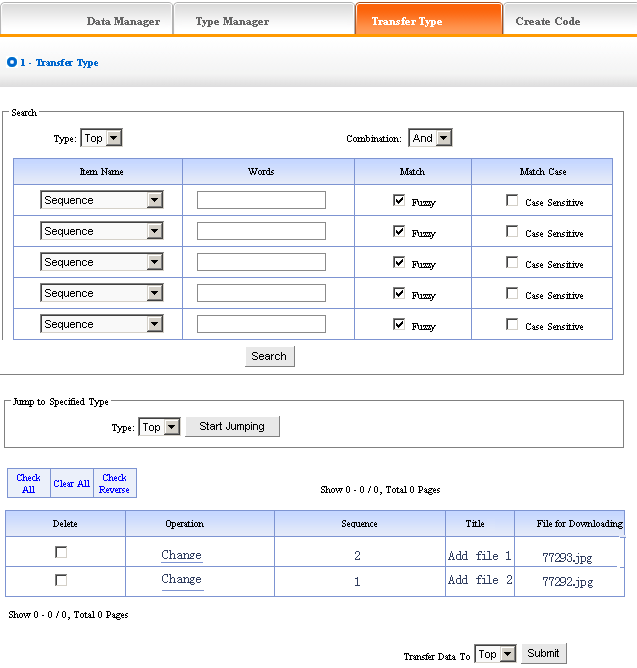 Data Manager Type Manager Transfer Type Create Code
1 - Transfer Type
Search
Type: Top Combination: And
Item Name Words Match Match Case
Sequence Fuzzy Case Sensitive
Sequence Fuzzy Case Sensitive
Sequence Fuzzy Case Sensitive
Sequence Fuzzy Case Sensitive
Sequence Fuzzy Case Sensitive
Search
Jump to Specified Type
Type: Top Start Jumping
Check All Clear All Check Reverse
Show 0 - 0 / 0, Total 0 Pages
Delete Operation Sequence Title File for Downloading
Change 2 Add file 1 77293.jpg
Change 1 Add file 2 77292.jpg
Show 0 - 0 / 0, Total 0 Pages
Transfer Data To Top Submit